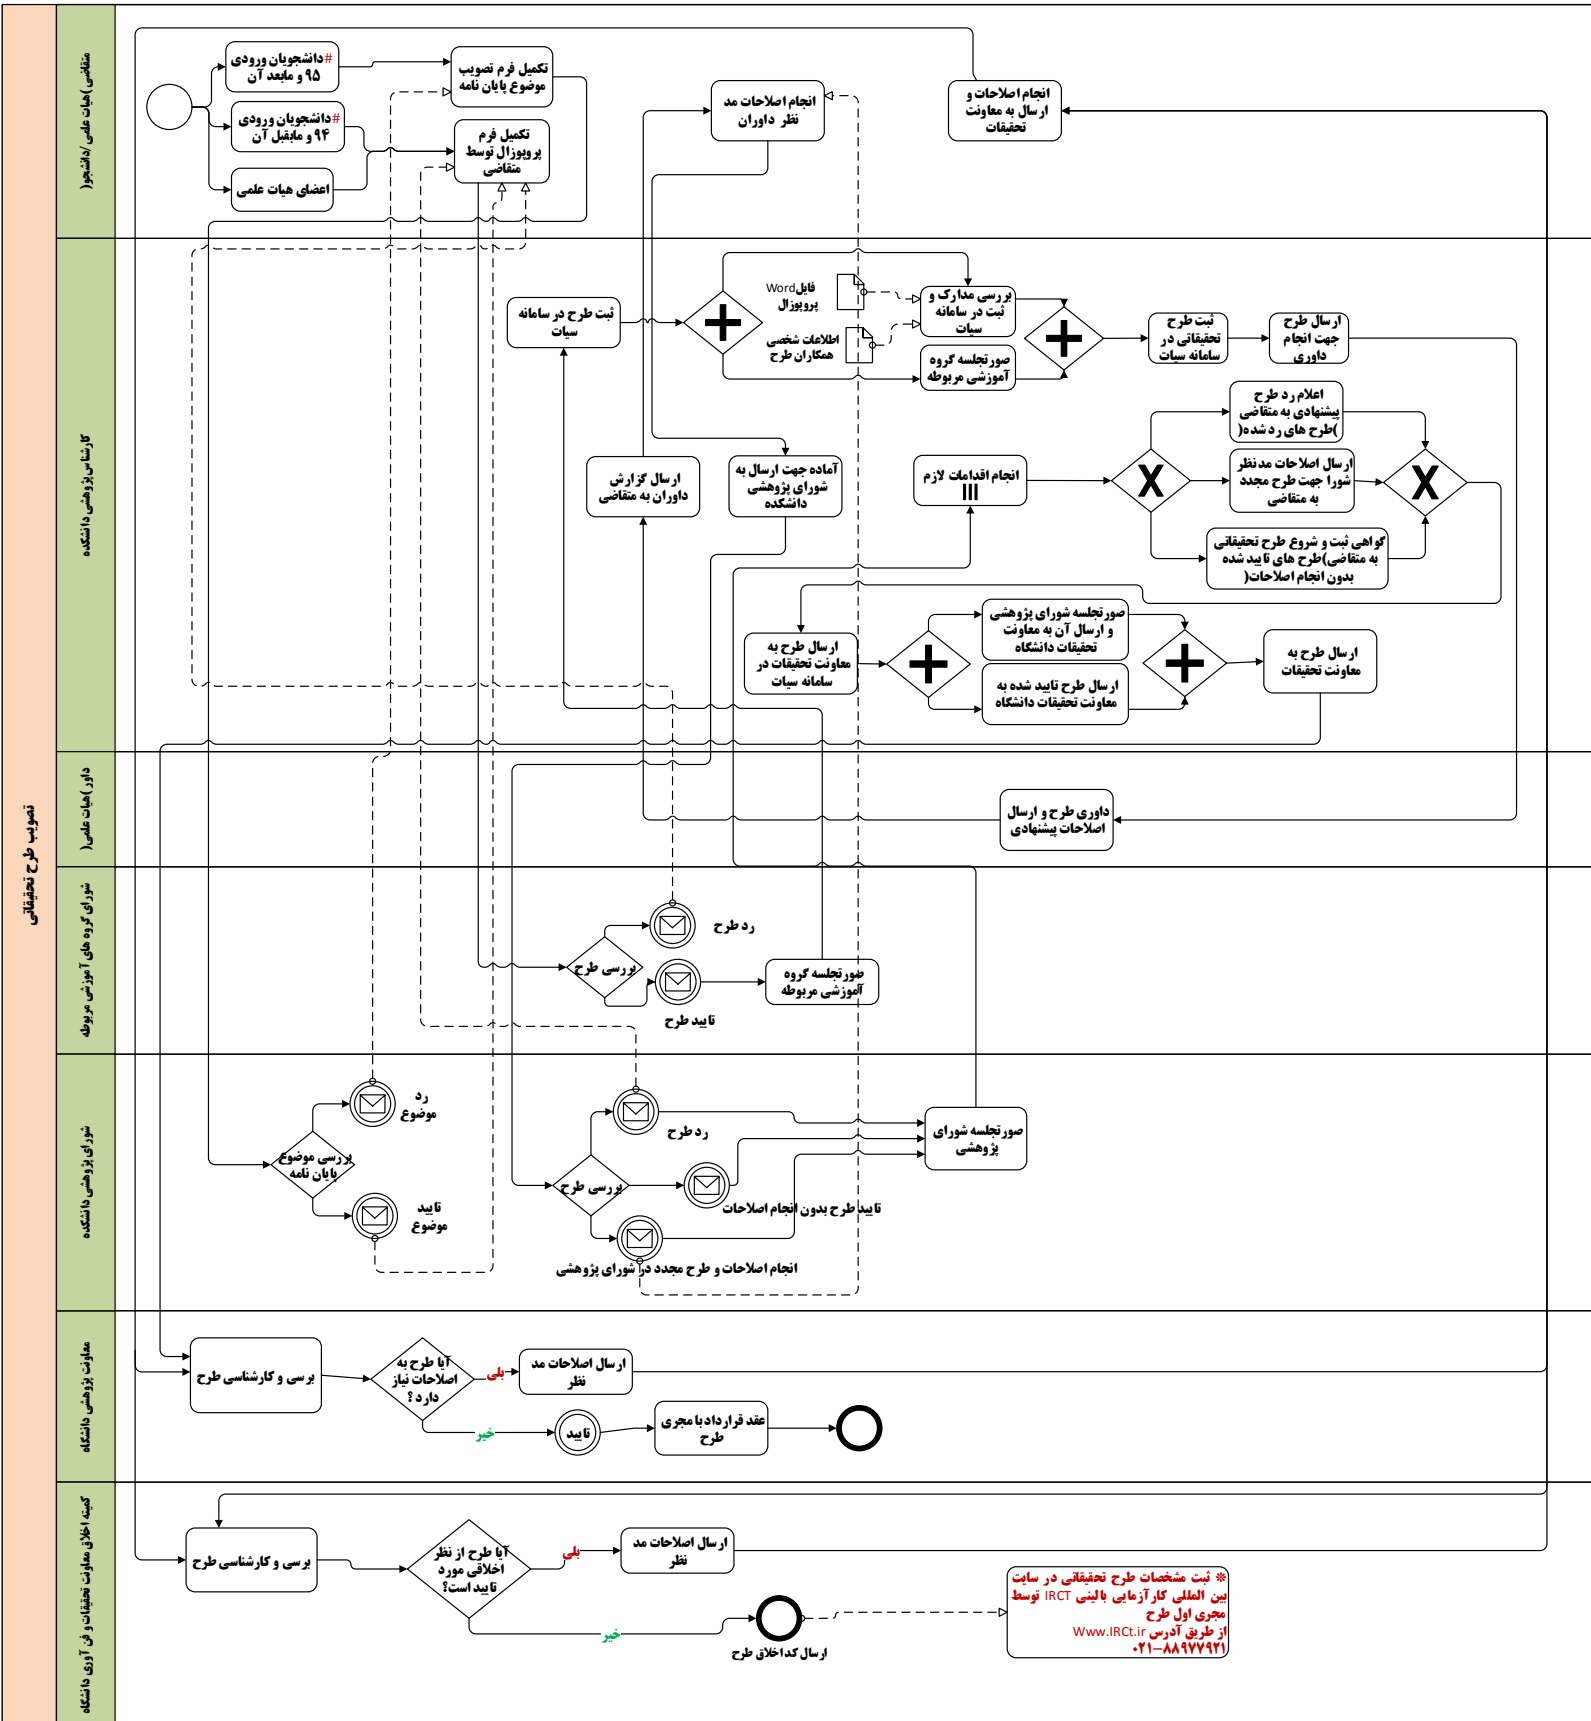 تصویب طرح تحقیقاتی
متقاضی )هیات علمی /دانشجو(
#دانشجویان ورودی
۹۵ و مابعد آن
#دانشجویان ورودی
۹۴ و ماقبل آن
اعضای هیات علمی
تکمیل فرم تصویب
موضوع پایان نامه
تکمیل فرم
پروپوزال توسط
متقاضی
انجام اصلاحات مد
نظر داوران
انجام اصلاحات و
ارسال به معاونت
تحقیقات
کارشناس پژوهشی دانشکده
ثبت طرح در سامانه
سیات
فایلWord
پروپوزال
اطلاعات شخصی
همکاران طرح
بررسی مدارک و
ثبت در سامانه
سیات
صورتجلسه گروه
آموزشی مربوطه
ثبت طرح
تحقیقاتی در
سامانه سیات
ارسال طرح
جهت انجام
داوری
ارسال گزارش
داوران به متقاضی
آماده جهت ارسال به
شورای پژوهشی
دانشکده
انجام اقدامات لازم
X
اعلام رد طرح
پیشنهادی به متقاضی
)طرح های رد شده(
ارسال اصلاحات مدنظر
شورا جهت طرح مجدد
به متقاضی
گواهی ثبت و شروع طرح تحقیقاتی
به متقاضی)طرح های تایید شده
بدون انجام اصلاحات(
X
ارسال طرح به
معاونت تحقیقات در
سامانه سیات
صورتجلسه شورای پژوهشی
و ارسال آن به معاونت
تحقیقات دانشگاه
ارسال طرح تایید شده به
معاونت تحقیقات دانشگاه
ارسال طرح به
معاونت تحقیقات
داور )هیات علمی(
داوری طرح و ارسال
اصلاحات پیشنهادی
شورای گروه های آموزشی مربوطه
بررسی طرح
رد طرح
تایید طرح
صورتجلسه گروه
آموزشی مربوطه
شورای پژوهشی دانشکده
بررسی موضوع
پایان نامه
رد
موضوع
تایید
موضوع
بررسی طرح
رد طرح
تایید طرح بدون انجام اصلاحات
انجام اصلاحات و طرح مجدد در شورای پژوهشی
صورتجلسه شورای
پژوهشی
معاونت پژوهشی دانشگاه
برسی و کارشناسی طرح
آیا طرح به
اصلاحات نیاز
دارد ؟
بلی
ارسال اصلاحات مد
نظر
خیر
تایید
عقد قرارداد با مجری
طرح
کمیته اخلاق معاونت تحقیقات و فن آوری دانشگاه
برسی و کارشناسی طرح
آیا طرح از نظر
اخلاقی مورد
تایید است؟
بلی
ارسال اصلاحات مد
نظر
خیر
ارسال کد اخلاق طرح
※ ثبت مشخصات طرح تحقیقاتی در سایت
بین المللی کارآزمایی بالینی IRCT توسط
مجری اول طرح
از طریق آدرس Www.IRCt.ir
۰۲۱-۸۸۹۷۷۹۲۱